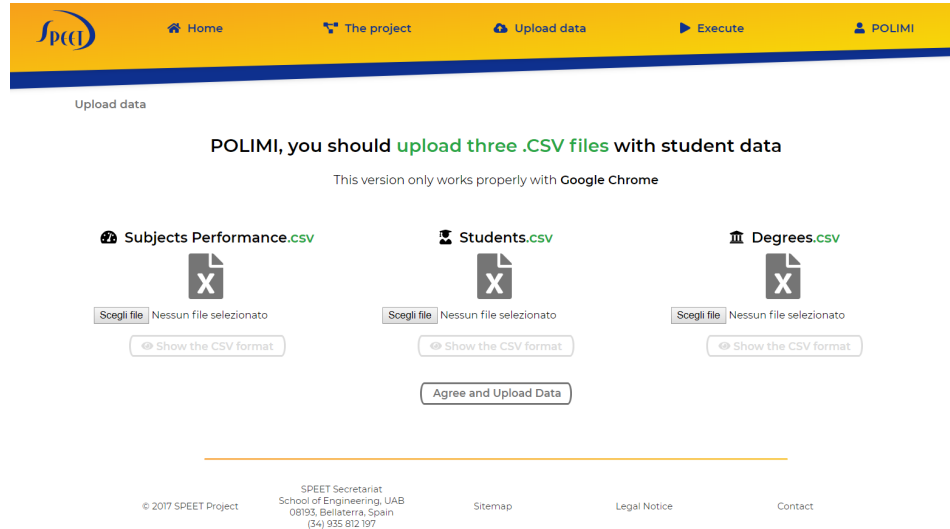 SPEET
Home
The project
Upload data
Execute
POLIMI
Upload data
POLIMI, you should upload three .CSV files with student data
This version only works properly with Google Chrome
Subjects Performance.csv
Students.csv
Degrees.csv
X
X
X
Scegli file Nessun file selezionato
Scegli file Nessun file selezionato
Scegli file Nessun file selezionato
Show the CSV format
Show the CSV format
Show the CSV format
Agree and Upload Data
© 2017 SPEET Project
SPEET Secretariat
School of Engineering, UAB
08193, Bellaterra, Spain
(34) 935 812 197
Sitemap
Legal Notice
Contact